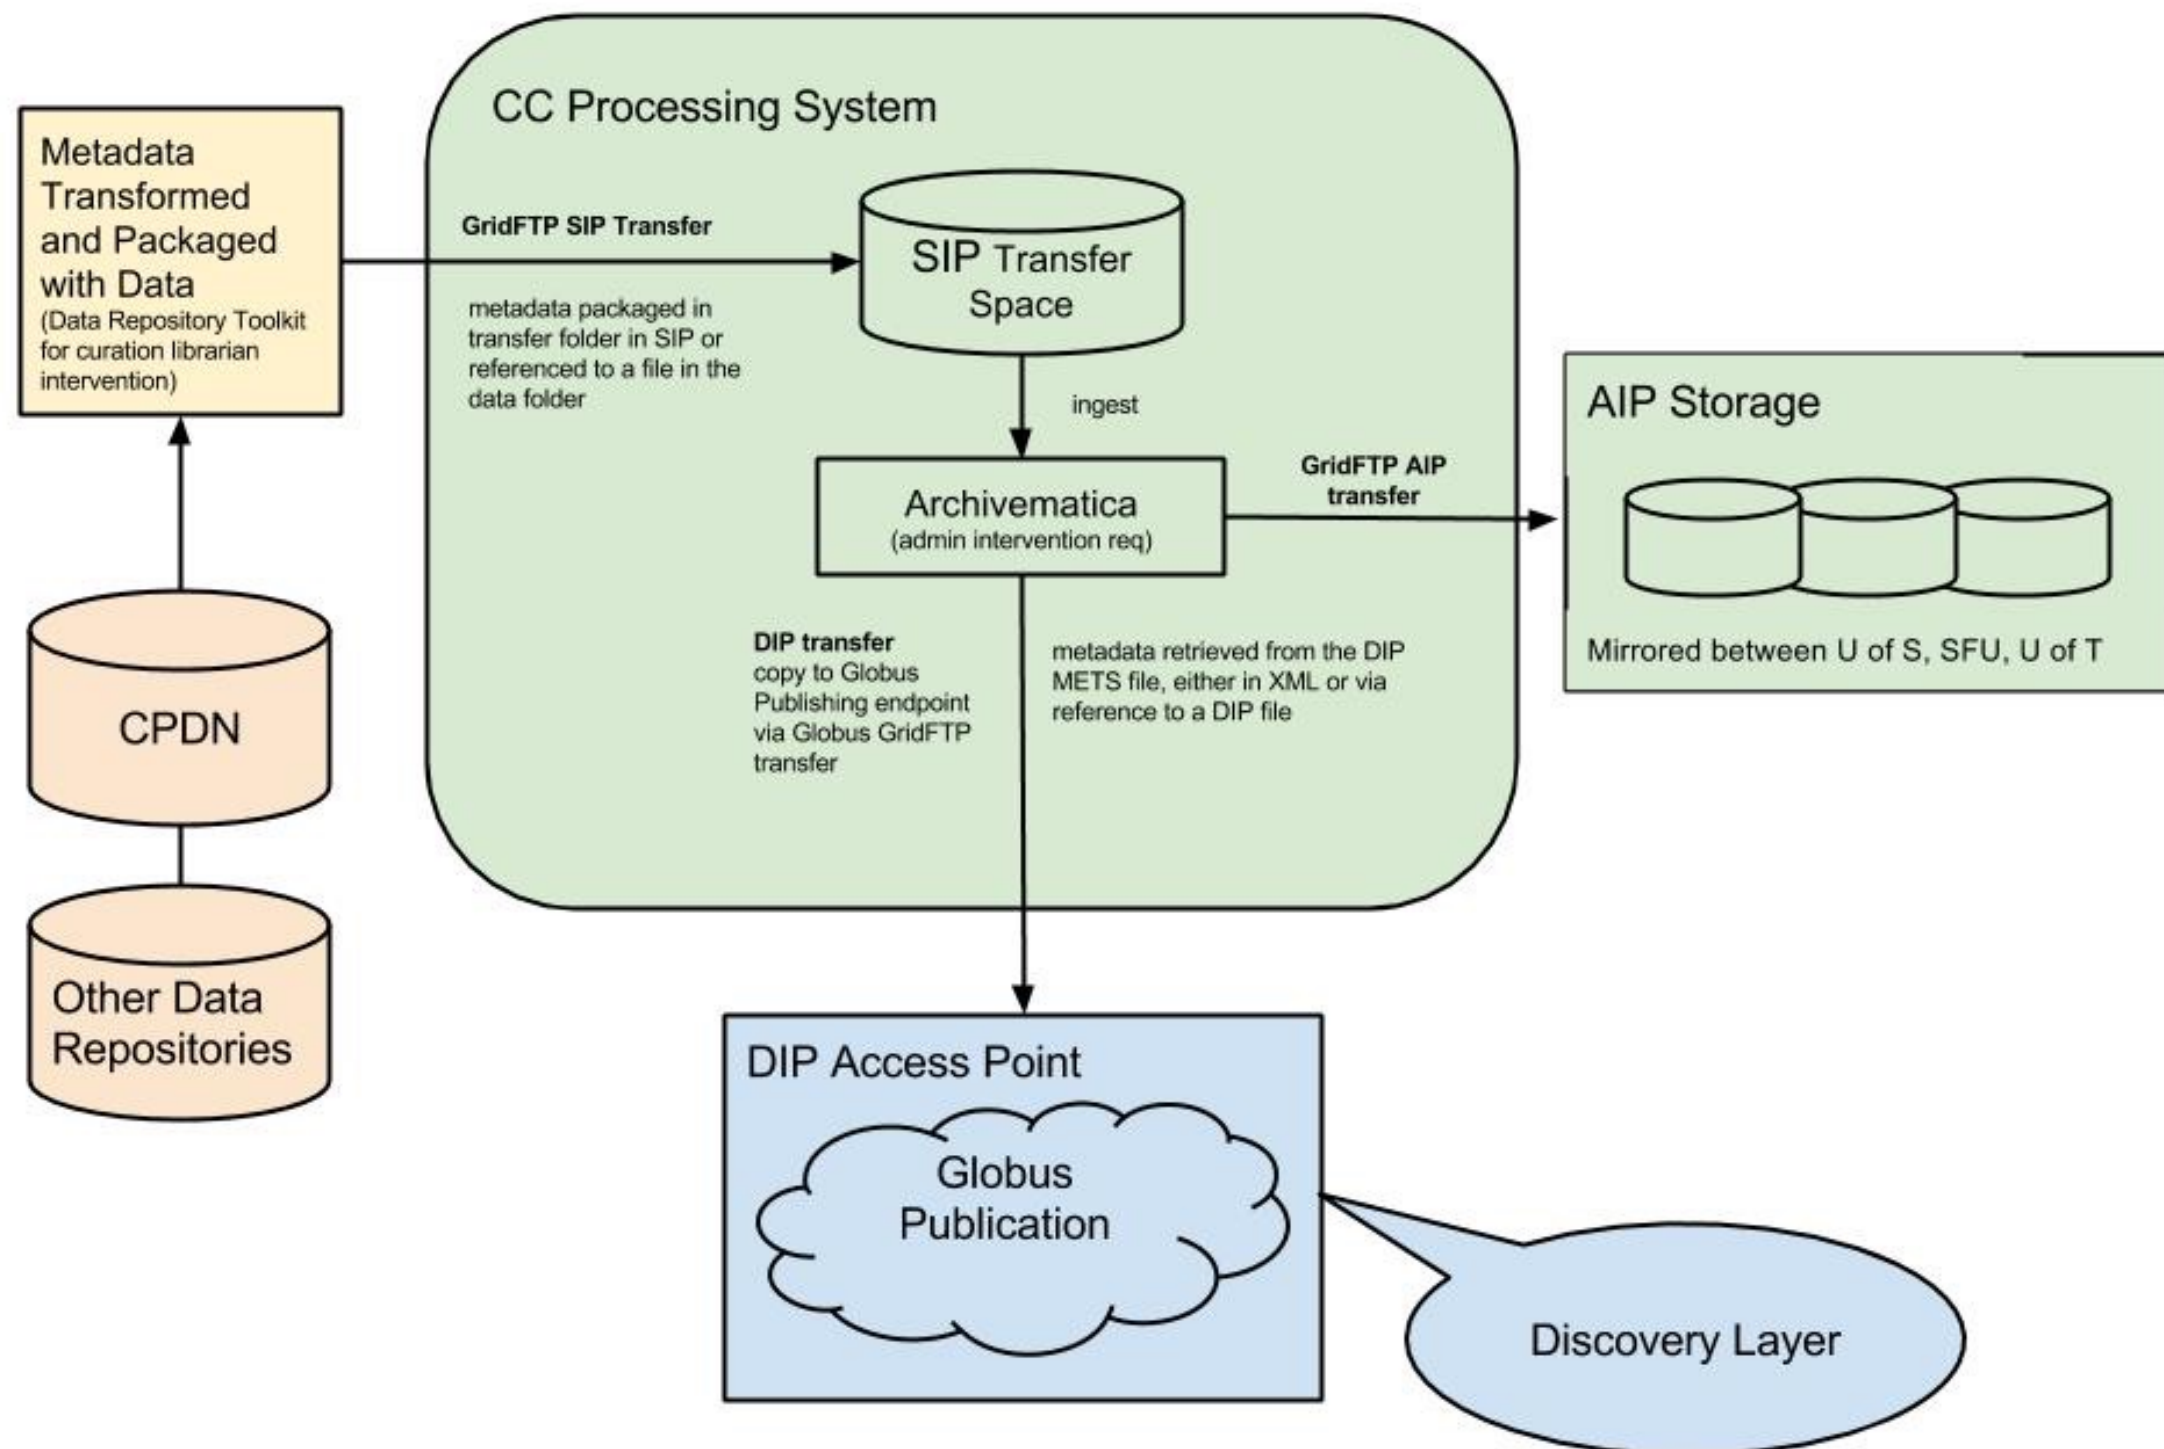 CC Processing System
Metadata
Transformed
and Packaged
with Data
(Data Repository Toolkit
for curation librarian
intervention)
GridFTP SIP Transfer
metadata packaged in
transfer folder in SIP or
referenced to a file in the
data folder
SIP Transfer
Space
ingest
Archivematica
(admin intervention req)
GridFTP AIP
transfer
AIP Storage
Mirrored between U of S, SFU, U of T
DIP transfer
copy to Globus
Publishing endpoint
via Globus GridFTP
transfer
metadata retrieved from the DIP
METS file, either in XML or via
reference to a DIP file
CPDN
Other Data
Repositories
DIP Access Point
Globus
Publication
Discovery Layer